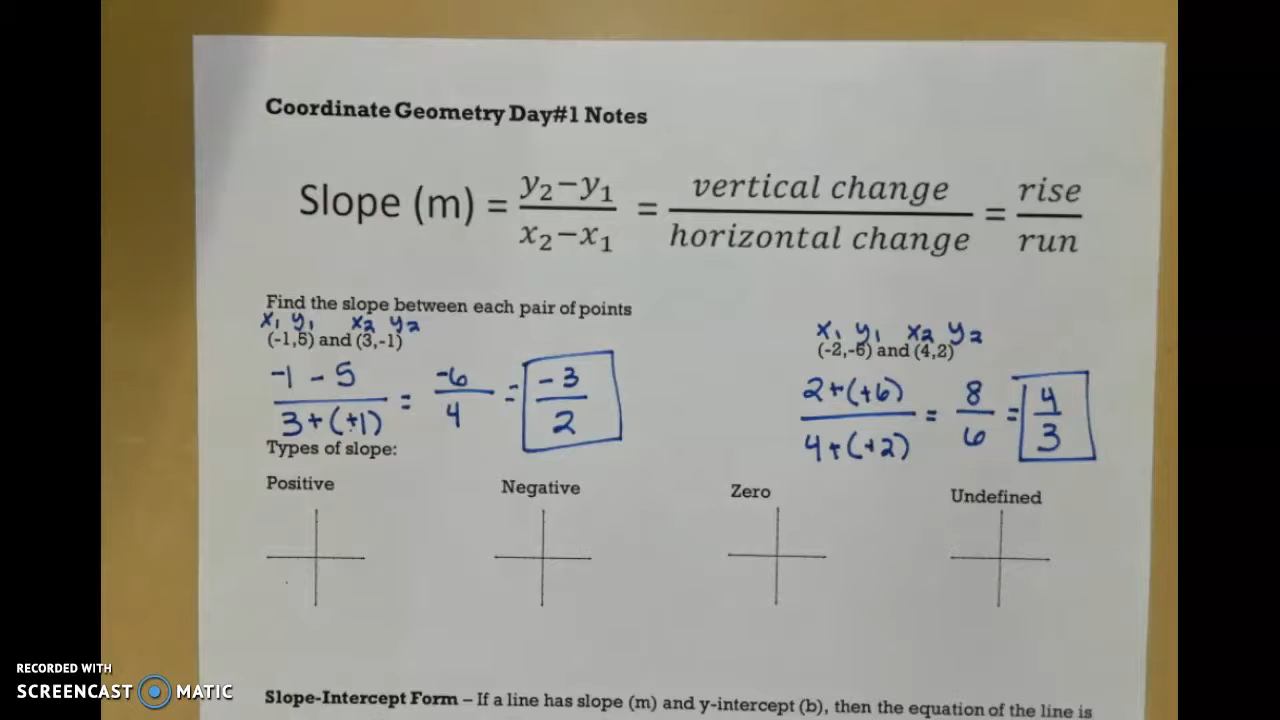 Coordinate Geometry Day#1 Notes
Slope (m) = y₂−y₁ / x₂−x₁ = vertical change / horizontal change = rise / run
Find the slope between each pair of points
x₁ y₁ x₂ y₂
(-1,5) and (3,-1)
-1 - 5 / 3+(+1) = -6 / 4 = -3 / 2
x₁ y₁ x₂ y₂
(-2,-6) and (4,2)
2+(+6) / 4+(+2) = 8 / 6 = 4 / 3
Types of slope:
Positive Negative Zero Undefined
Slope-Intercept Form – If a line has slope (m) and y-intercept (b), then the equation of the line is
RECORDED WITH
SCREENCAST MATIC